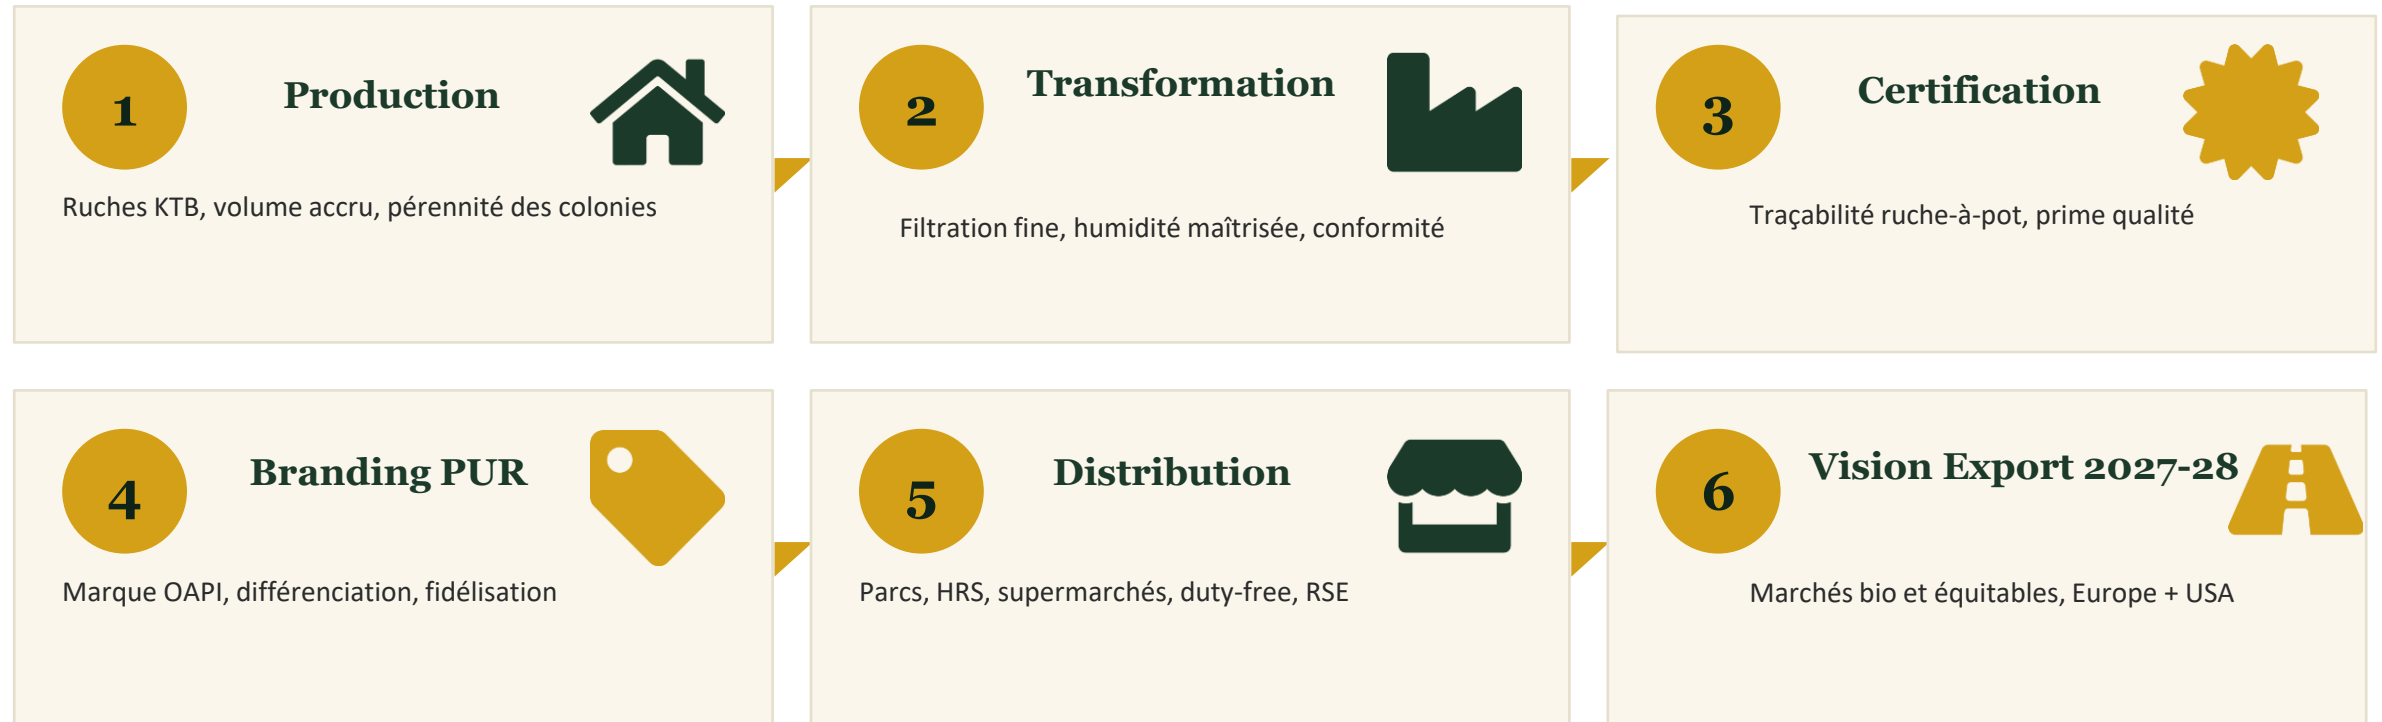 1
Production
Ruches KTB, volume accru, pérennité des colonies
2
Transformation
Filtration fine, humidité maîtrisée, conformité
3
Certification
Traçabilité ruche-à-pot, prime qualité
4
Branding PUR
Marque OAPI, différenciation, fidélisation
5
Distribution
Parcs, HRS, supermarchés, duty-free, RSE
6
Vision Export 2027-28
Marchés bio et équitables, Europe + USA